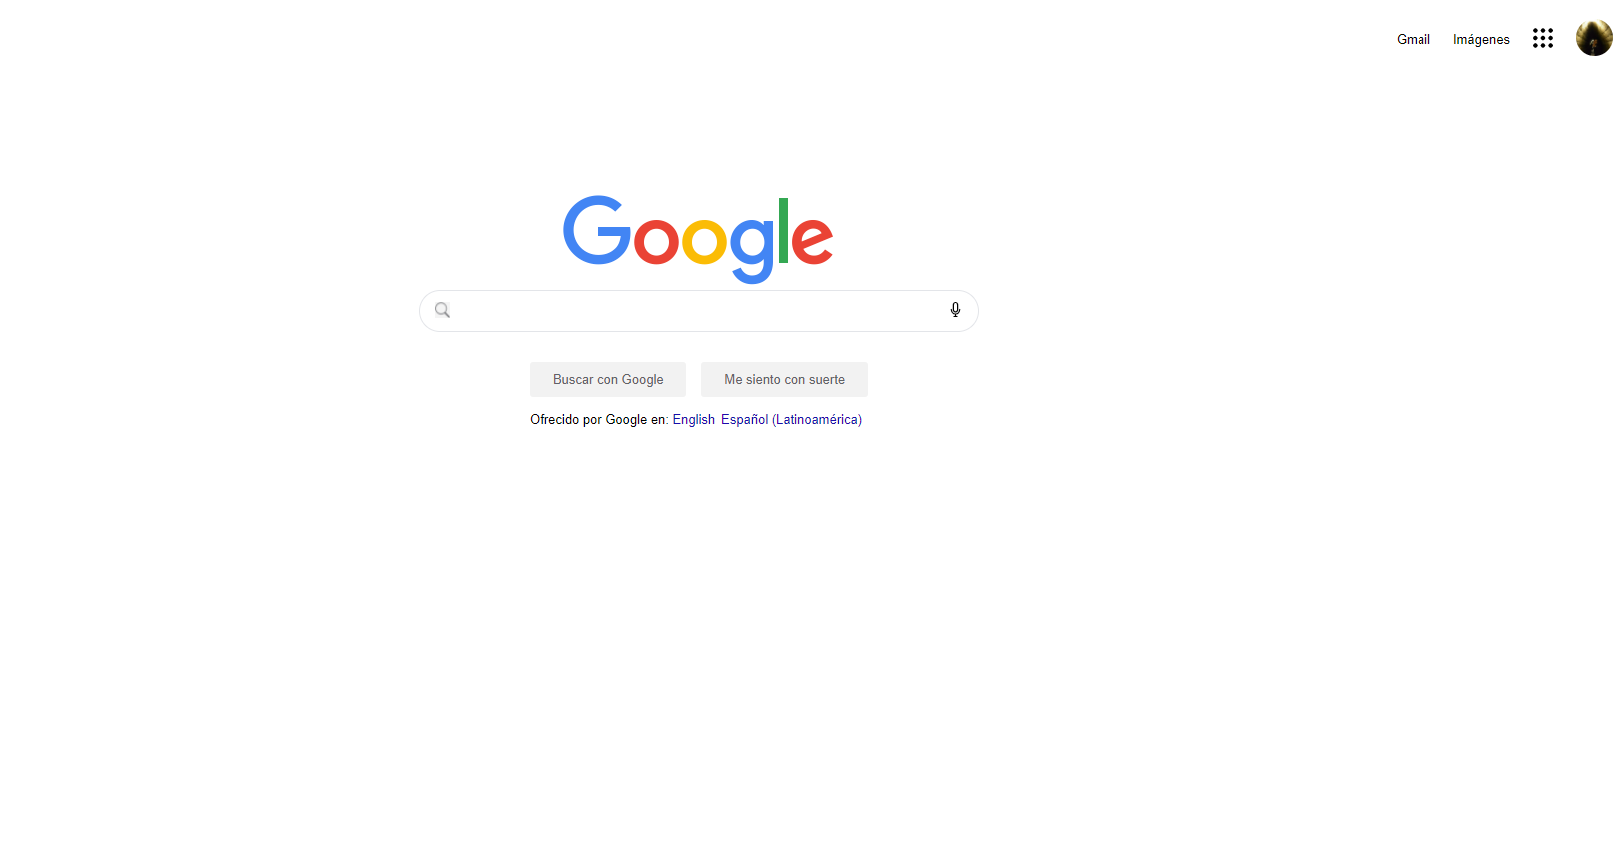 Gmail Imágenes
Google
Buscar con Google Me siento con suerte
Ofrecido por Google en: English Español (Latinoamérica)